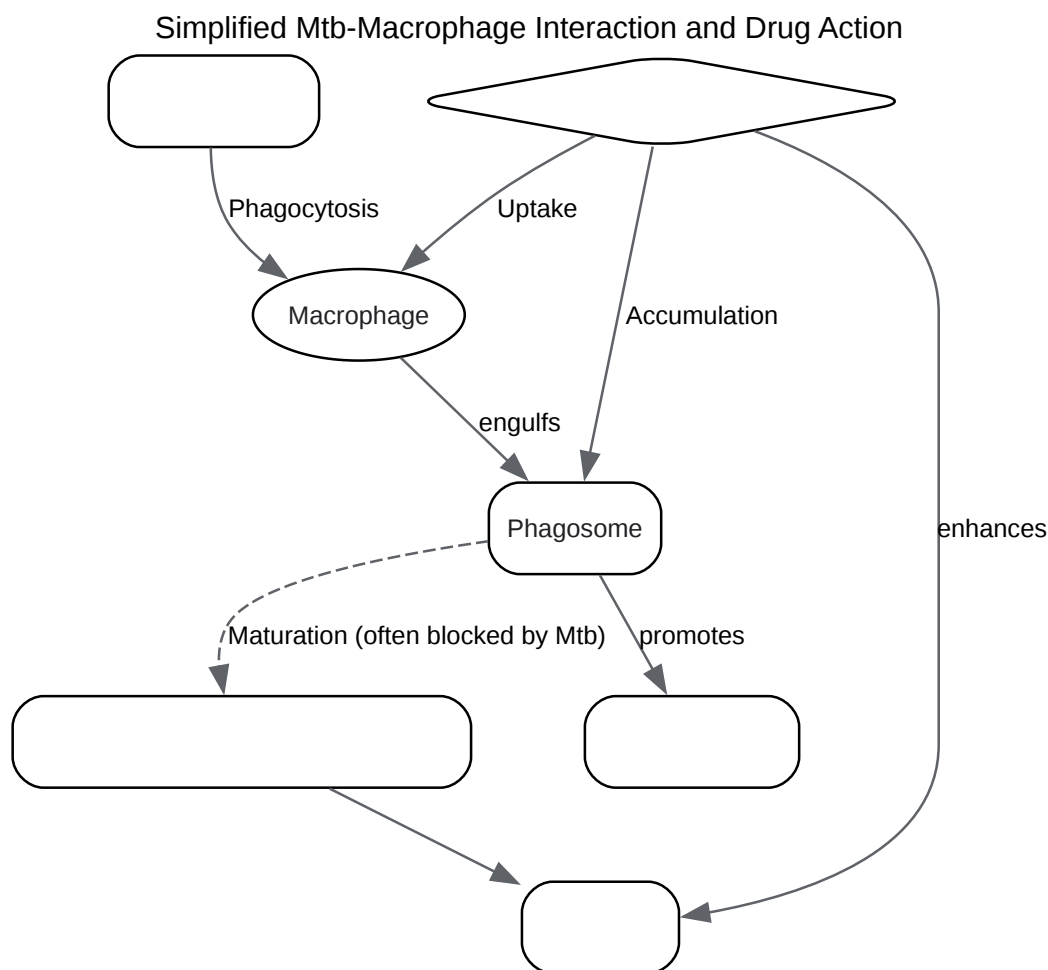 Simplified Mtb-Macrophage Interaction and Drug Action
Phagocytosis
Uptake
Macrophage
Accumulation
engulfs
Phagosome
enhances
Maturation (often blocked by Mtb)
promotes